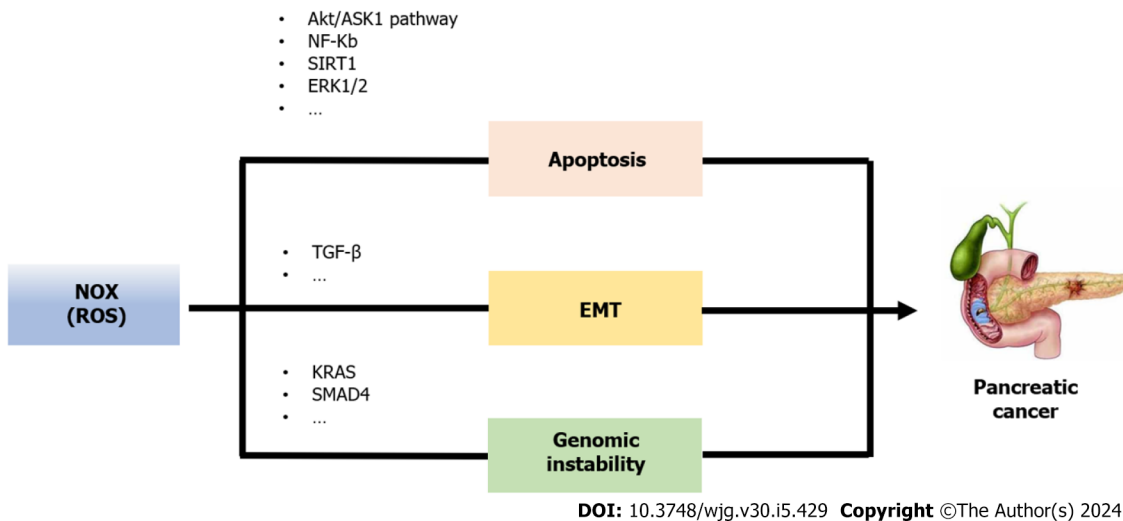 • Akt/ASK1 pathway
• NF-Kb
• SIRT1
• ERK1/2
• ...
Apoptosis
• TGF-β
• ...
NOX
(ROS)
EMT
• KRAS
• SMAD4
• ...
Pancreatic
cancer
Genomic
instability
DOI: 10.3748/wjg.v30.i5.429 Copyright ©The Author(s) 2024